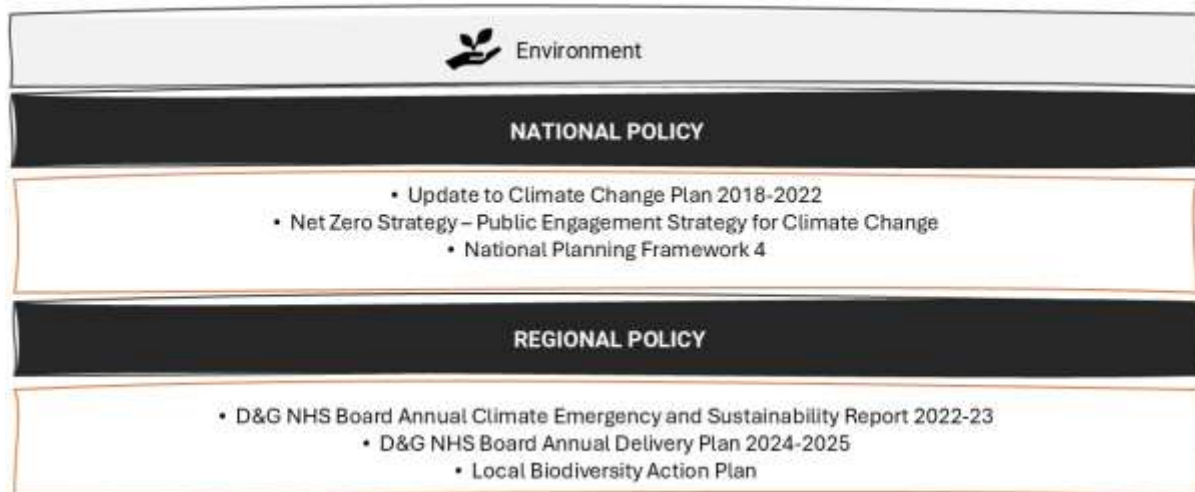 Environment
NATIONAL POLICY
• Update to Climate Change Plan 2018-2022
• Net Zero Strategy – Public Engagement Strategy for Climate Change
• National Planning Framework 4
REGIONAL POLICY
• D&G NHS Board Annual Climate Emergency and Sustainability Report 2022-23
• D&G NHS Board Annual Delivery Plan 2024-2025
• Local Biodiversity Action Plan